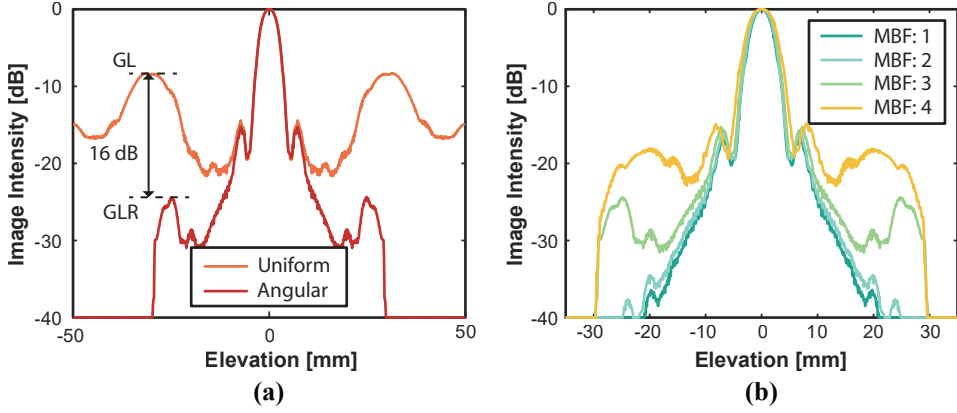 0
-10
-20
-30
-40
Image Intensity [dB]
GL
16 dB
GLR
Uniform
Angular
-50
0
50
Elevation [mm]
(a)
0
-10
-20
-30
-40
Image Intensity [dB]
MBF: 1
MBF: 2
MBF: 3
MBF: 4
-30
-20
-10
0
10
20
30
Elevation [mm]
(b)